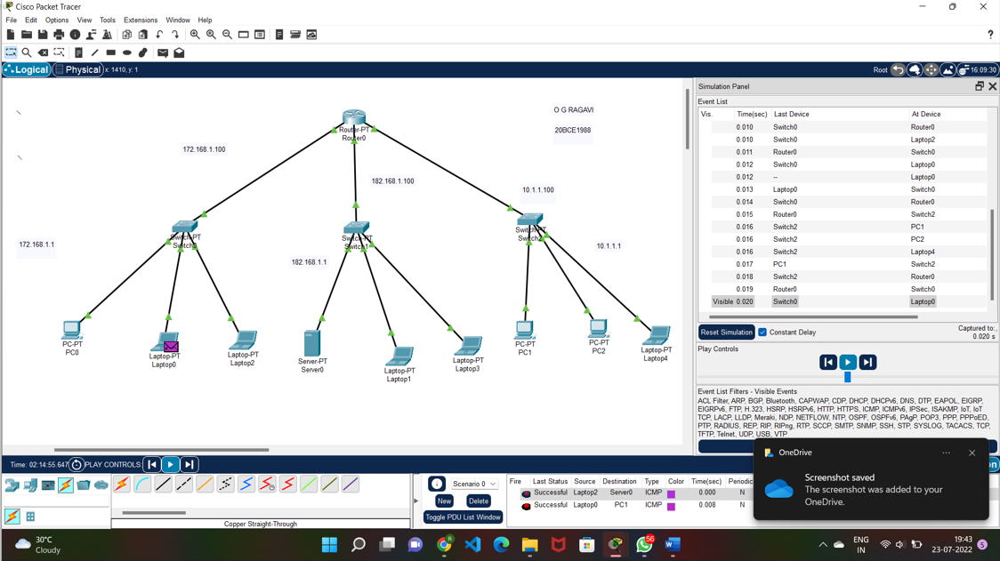 Cisco Packet Tracer
File Edit Options View Tools Extensions Window Help
?
Logical Physical x: 1410, y: 1 Root 16:09:30
O G RAGAVI
20BCE1988
Router-PT
Router0
172.168.1.100
182.168.1.100
10.1.1.100
Switch-PT
Switch0
Switch-PT
Switch1
Switch-PT
Switch2
172.168.1.1
182.168.1.1
10.1.1.1
PC-PT
PC0
Laptop-PT
Laptop0
Laptop-PT
Laptop2
Server-PT
Server0
Laptop-PT
Laptop1
Laptop-PT
Laptop3
PC-PT
PC1
PC-PT
PC2
Laptop-PT
Laptop4
Simulation Panel
Event List
Vis. Time(sec) Last Device At Device
0.010 Switch0 Router0
0.010 Switch0 Laptop2
0.011 Router0 Switch0
0.012 Switch0 Laptop0
0.012 -- Laptop0
0.013 Laptop0 Switch0
0.014 Switch0 Router0
0.015 Router0 Switch2
0.016 Switch2 PC1
0.016 Switch2 PC2
0.016 Switch2 Laptop4
0.017 PC1 Switch2
0.018 Switch2 Router0
0.019 Router0 Switch0
Visible 0.020 Switch0 Laptop0
Reset Simulation Constant Delay Captured to:
0.020 s
Play Controls
Event List Filters - Visible Events
ACL Filter, ARP, BGP, Bluetooth, CAPWAP, CDP, DHCP, DHCPv6, DNS, DTP, EAPOL, EIGRP,
EIGRPv6, FTP, H.323, HSRP, HSRPv6, HTTP, HTTPS, ICMP, ICMPv6, IPSec, ISAKMP, IoT, IoT
TCP, LACP, LLDP, Meraki, NDP, NETFLOW, NTP, OSPF, OSPFv6, PAgP, POP3, PPP, PPPoED,
PTP, RADIUS, REP, RIP, RIPng, RTP, SCCP, SMTP, SNMP, SSH, STP, SYSLOG, TACACS, TCP,
TFTP, Telnet, UDP, USB, VTP
OneDrive
Screenshot saved
The screenshot was added to your
OneDrive.
Time: 02:14:55.647 PLAY CONTROLS:
Scenario 0
New Delete
Toggle PDU List Window
Fire Last Status Source Destination Type Color Time(sec) Periodic
Successful Laptop2 Server0 ICMP 0.000 N
Successful Laptop0 PC1 ICMP 0.008 N
Copper Straight-Through
30°C
Cloudy
56
ENG
IN
19:43
23-07-2022
5